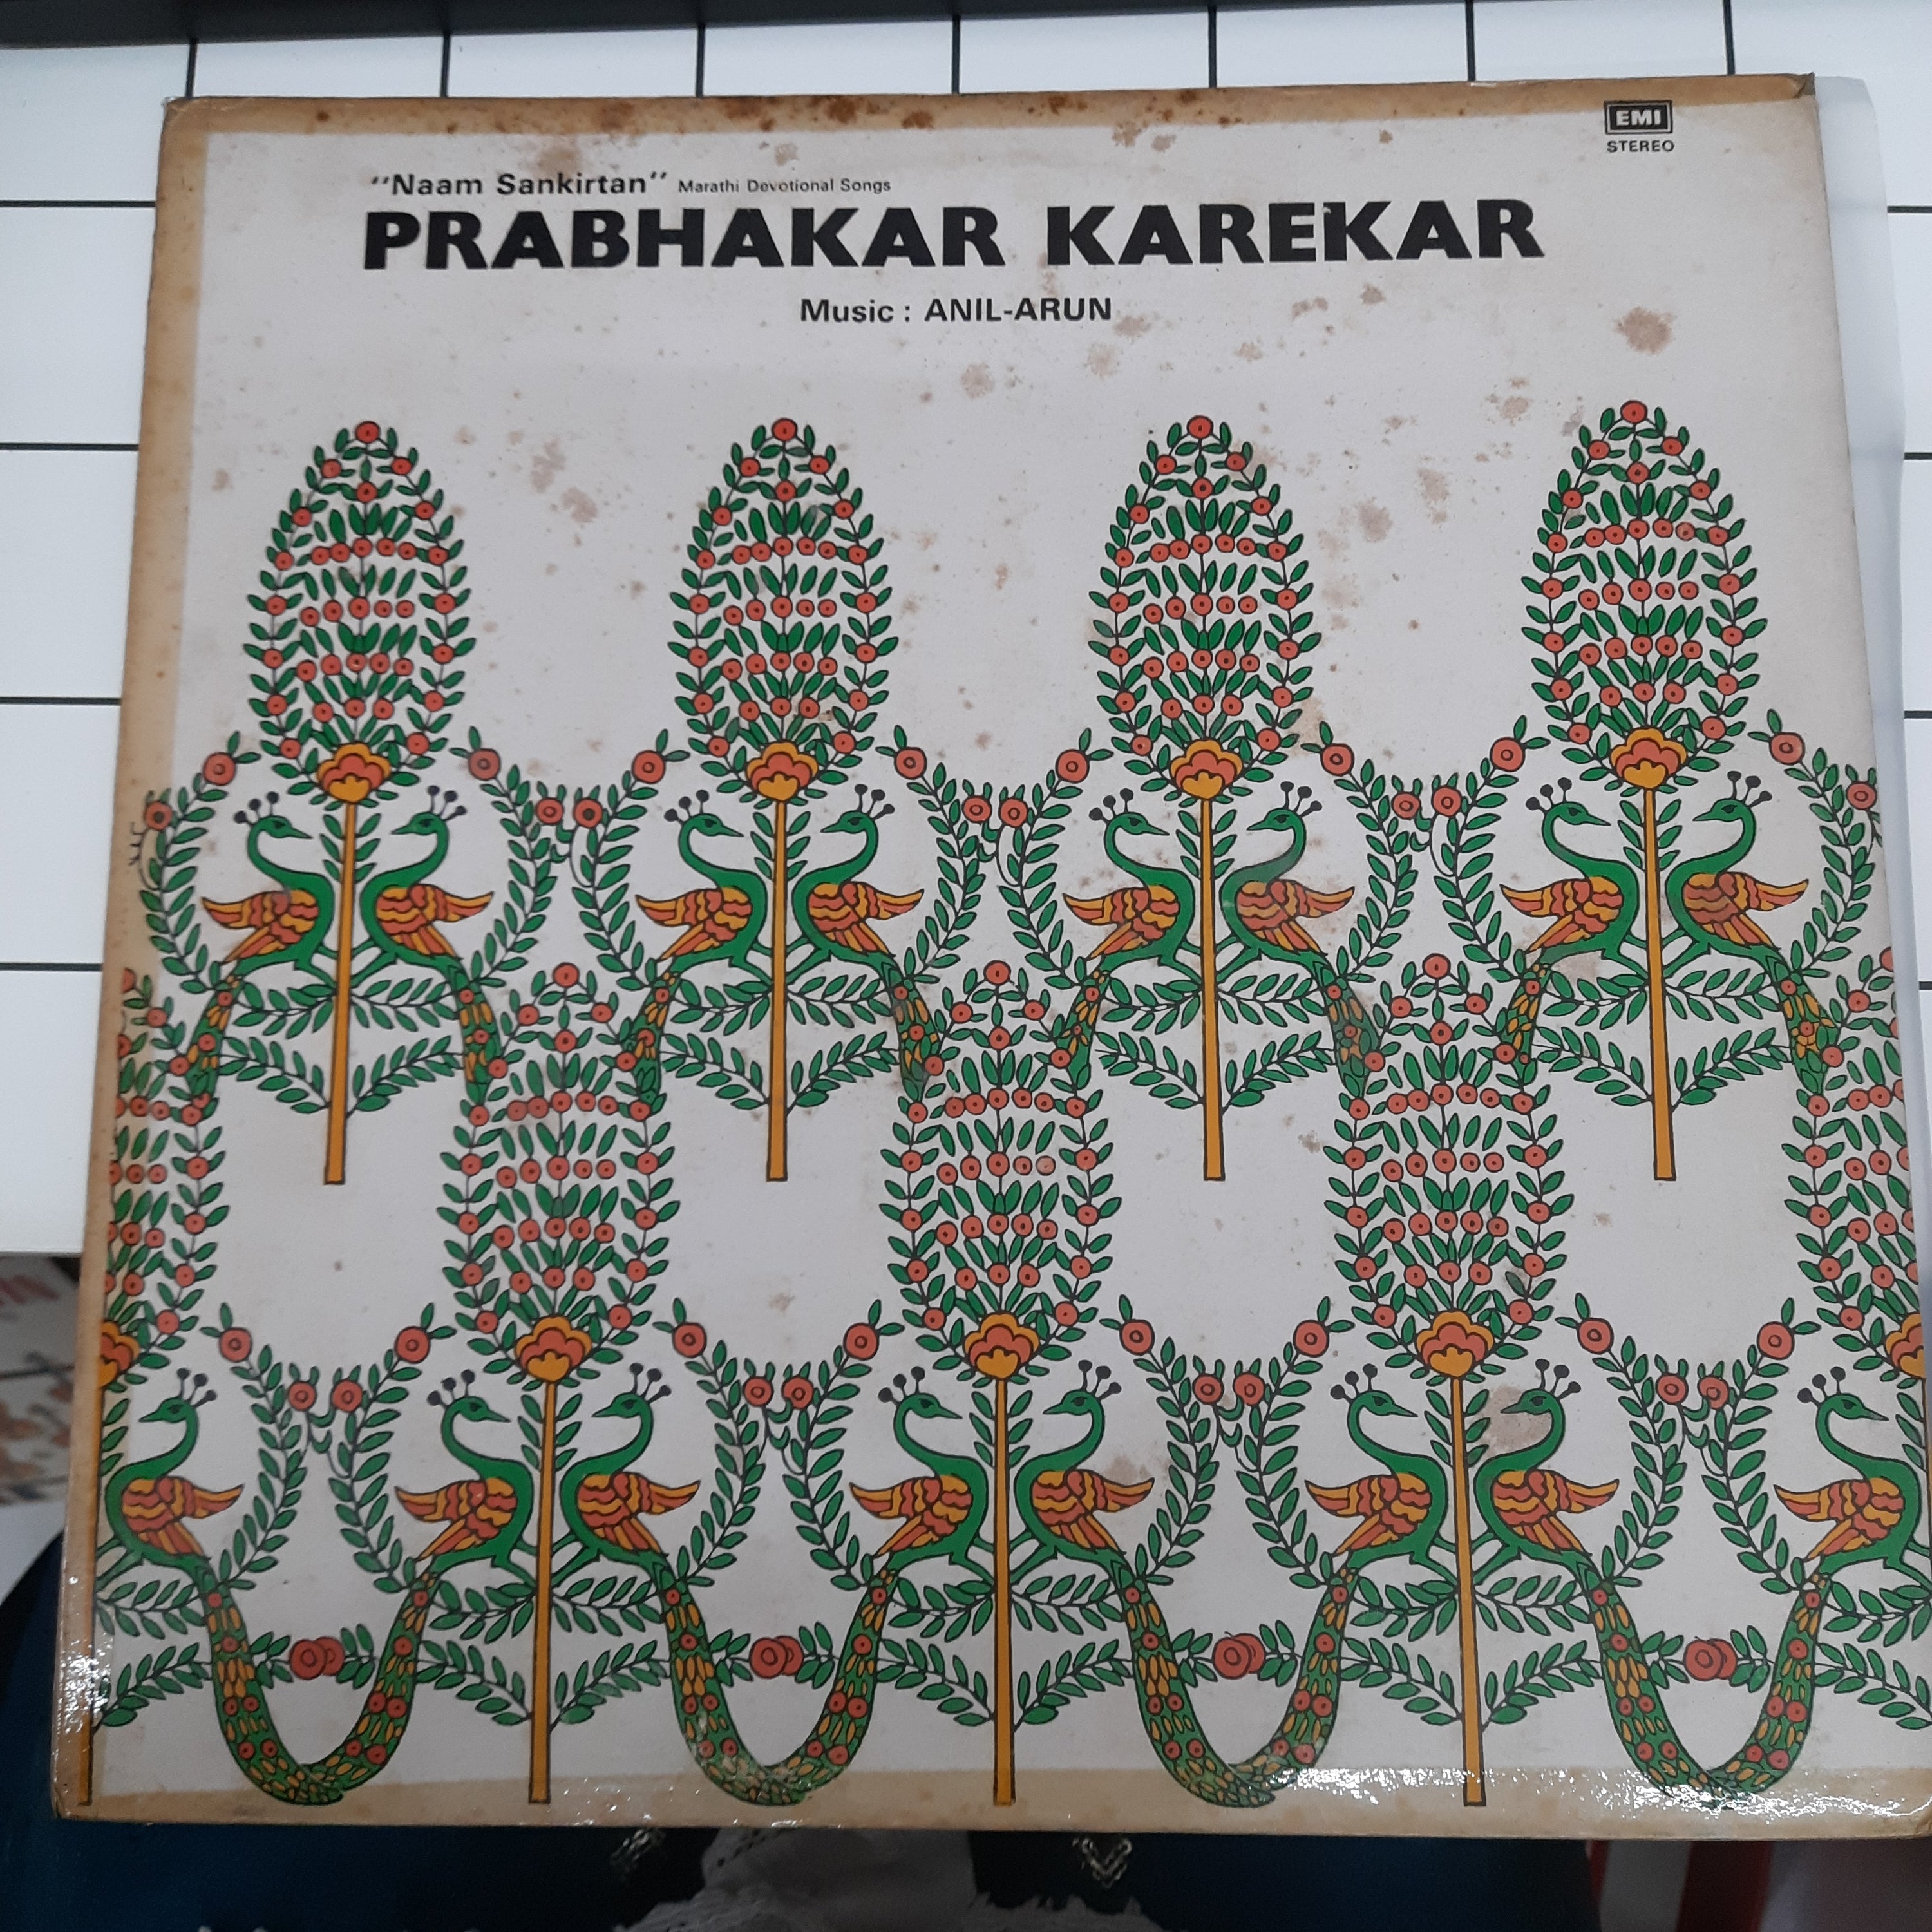 EMI
STEREO
"Naam Sankirtan" Marathi Devotional Songs
PRABHAKAR KAREKAR
Music : ANIL-ARUN